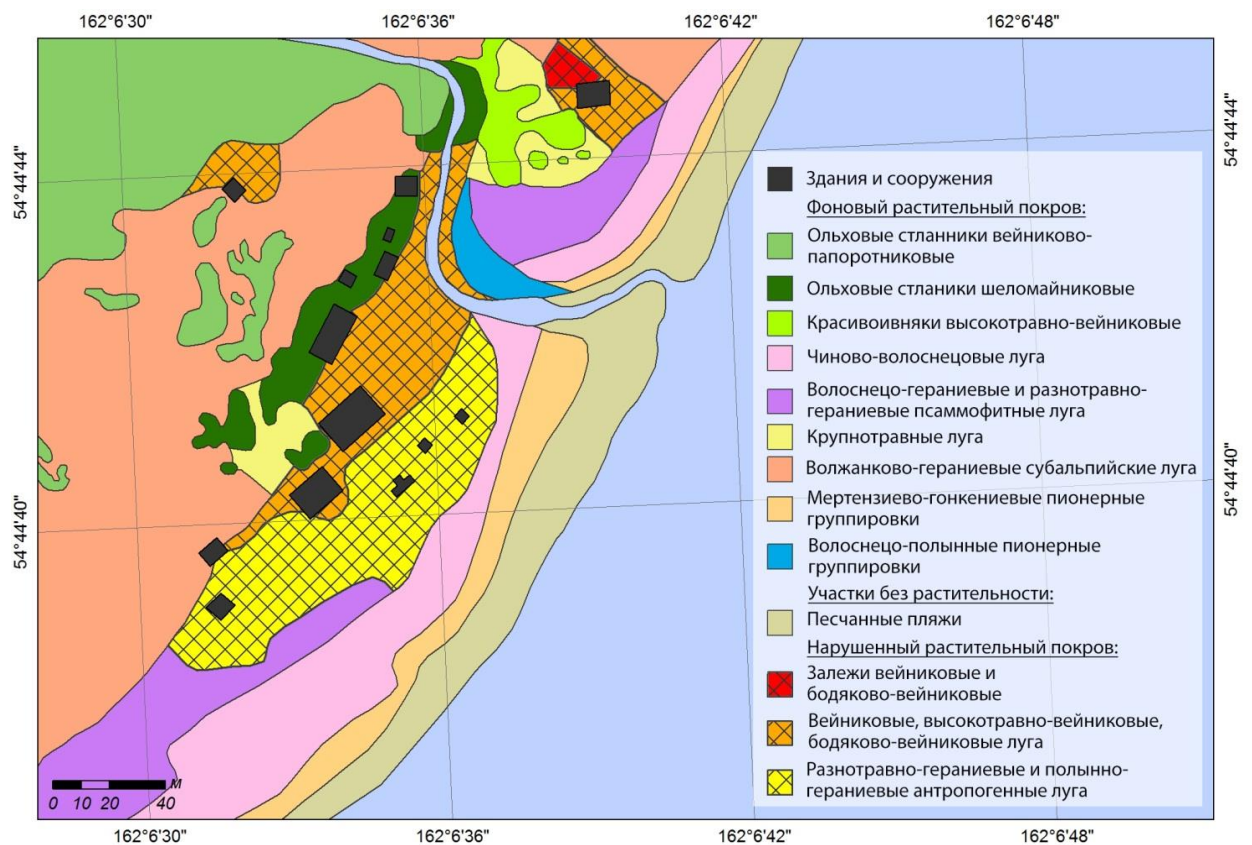 162°6'30"
162°6'36"
162°6'42"
162°6'48"
54°44'44"
54°44'44"
54°44'40"
54°44'40"
Здания и сооружения
Фоновый растительный покров:
Ольховые стланники вейниково-
папоротниковые
Ольховые стланики шеломайниковые
Красивоивняки высокотравно-вейниковые
Чиново-волоснецовые луга
Волоснецо-гераниевые и разнотравно-
гераниевые псаммофитные луга
Крупнотравные луга
Волжанково-гераниевые субальпийские луга
Мертензиево-гонкениевые пионерные
группировки
Волоснецо-полынные пионерные
группировки
Участки без растительности:
Песчанные пляжи
Нарушенный растительный покров:
Залежи вейниковые и
бодяково-вейниковые
Вейниковые, высокотравно-вейниковые,
бодяково-вейниковые луга
Разнотравно-гераниевые и полынно-
гераниевые антропогенные луга
М
0 10 20 40
162°6'30"
162°6'36"
162°6'42"
162°6'48"